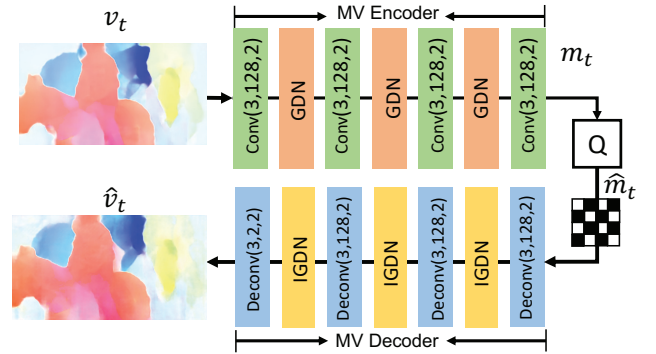 v_t
MV Encoder
Conv(3,128,2)
GDN
Conv(3,128,2)
GDN
Conv(3,128,2)
GDN
Conv(3,128,2)
m_t
Q
m̂_t
v̂_t
Deconv(3,2,2)
IGDN
Deconv(3,128,2)
IGDN
Deconv(3,128,2)
IGDN
Deconv(3,128,2)
MV Decoder